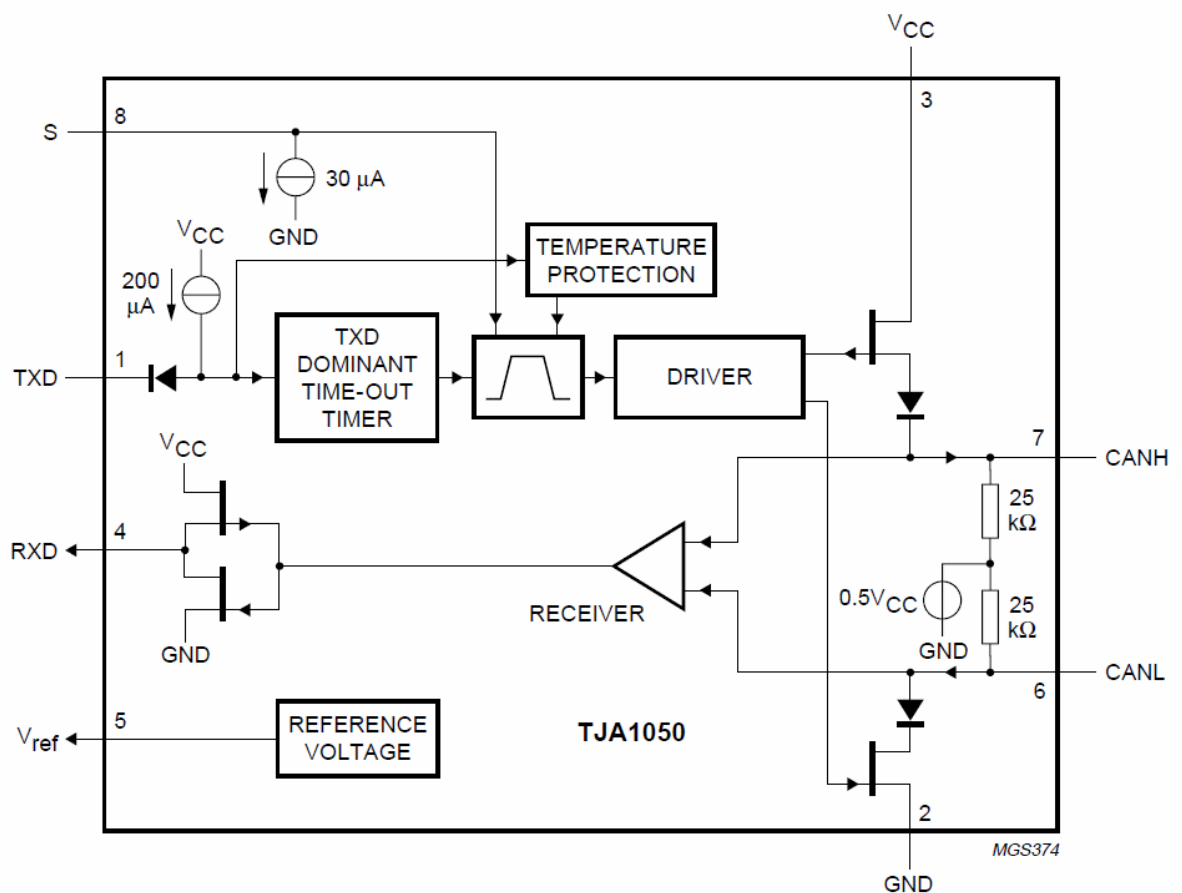 VCC
3
8
S
30 μA
GND
VCC
200
μA
TEMPERATURE
PROTECTION
1
TXD
TXD
DOMINANT
TIME-OUT
TIMER
DRIVER
7
CANH
25
kΩ
VCC
4
RXD
GND
RECEIVER
0.5VCC
GND
25
kΩ
CANL
6
5
Vref
REFERENCE
VOLTAGE
TJA1050
2
MGS374
GND